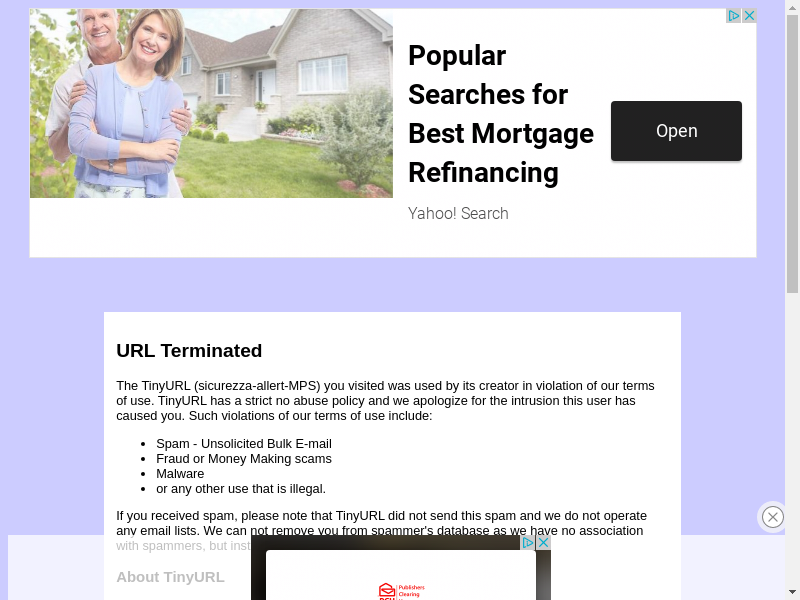 Popular
Searches for
Best Mortgage
Refinancing
Open
Yahoo! Search
URL Terminated
The TinyURL (sicurezza-allert-MPS) you visited was used by its creator in violation of our terms
of use. TinyURL has a strict no abuse policy and we apologize for the intrusion this user has
caused you. Such violations of our terms of use include:
• Spam - Unsolicited Bulk E-mail
• Fraud or Money Making scams
• Malware
• or any other use that is illegal.
If you received spam, please note that TinyURL did not send this spam and we do not operate
any email lists. We can not remove you from spammer's database as we have no association
with spammers, but inst
About TinyURL
Publishers
Clearing
PCH